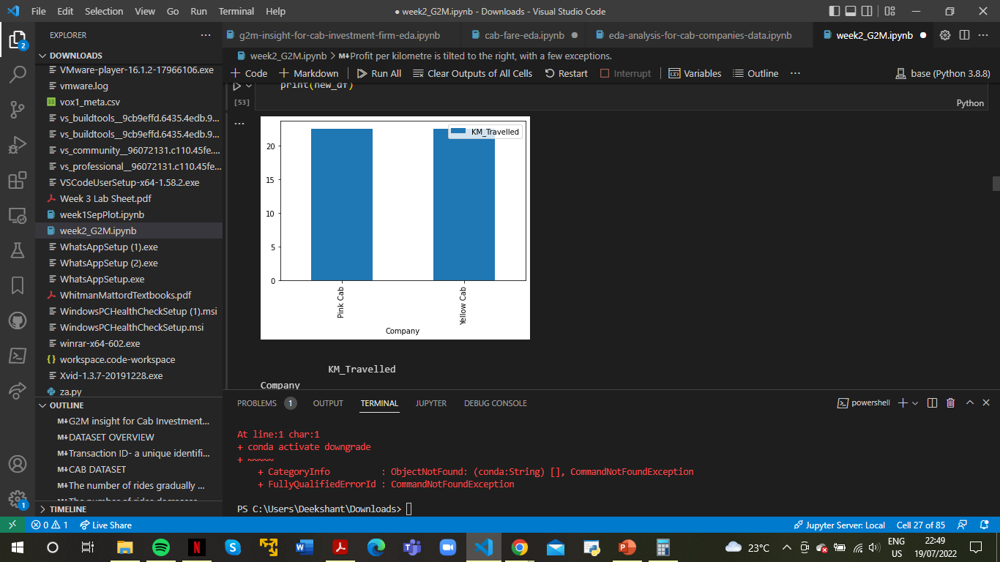 File Edit Selection View Go Run Terminal Help
● week2_G2M.ipynb - Downloads - Visual Studio Code
EXPLORER
DOWNLOADS
VMware-player-16.1.2-17966106.exe
vmware.log
vox1_meta.csv
vs_buildtools__9cb9effd.6435.4edb.9...
vs_buildtools__9cb9effd.6435.4edb.9...
vs_community__96072131.c110.45fe....
vs_professional__96072131.c110.45fe...
VSCodeUserSetup-x64-1.58.2.exe
Week 3 Lab Sheet.pdf
week1SepPlot.ipynb
week2_G2M.ipynb
WhatsAppSetup (1).exe
WhatsAppSetup (2).exe
WhatsAppSetup.exe
WhitmanMattordTextbooks.pdf
WindowsPCHealthCheckSetup (1).msi
WindowsPCHealthCheckSetup.msi
winrar-x64-602.exe
workspace.code-workspace
Xvid-1.3.7-20191228.exe
za.py
OUTLINE
G2M insight for Cab Investment...
DATASET OVERVIEW
Transaction ID- a unique identifi...
CAB DATASET
The number of rides gradually ...
The number of rides decreases
TIMELINE
2
1
g2m-insight-for-cab-investment-firm-eda.ipynb
cab-fare-eda.ipynb
eda-analysis-for-cab-companies-data.ipynb
week2_G2M.ipynb
week2_G2M.ipynb > M↓Profit per kilometre is tilted to the right, with a few exceptions.
+ Code + Markdown Run All Clear Outputs of All Cells Restart Interrupt Variables Outline ...
base (Python 3.8.8)
print(new_df)
[53]
Python
KM_Travelled
20
15
10
5
0
Pink Cab
Yellow Cab
Company
KM_Travelled
Company
PROBLEMS 1 OUTPUT TERMINAL JUPYTER DEBUG CONSOLE
powershell
At line:1 char:1
+ conda activate downgrade
+ ~~~~~
+ CategoryInfo : ObjectNotFound: (conda:String) [], CommandNotFoundException
+ FullyQualifiedErrorId : CommandNotFoundException
PS C:\Users\Deekshant\Downloads>
0 1 Live Share
Jupyter Server: Local Cell 27 of 85
23°C
ENG
US
22:49
19/07/2022